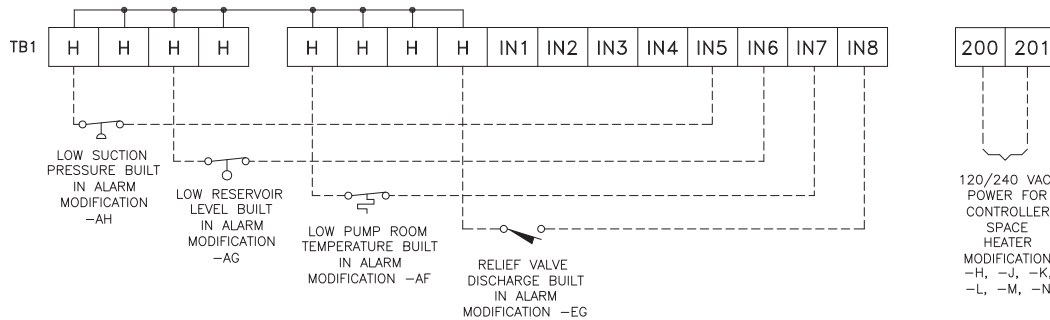 TB1 H H H H H H H H IN1 IN2 IN3 IN4 IN5 IN6 IN7 IN8 200 201
LOW SUCTION
PRESSURE BUILT
IN ALARM
MODIFICATION
−AH
LOW RESERVOIR
LEVEL BUILT
IN ALARM
MODIFICATION
−AG
LOW PUMP ROOM
TEMPERATURE BUILT
IN ALARM
MODIFICATION −AF
RELIEF VALVE
DISCHARGE BUILT
IN ALARM
MODIFICATION −EG
120/240 VAC
POWER FOR
CONTROLLER
SPACE
HEATER
MODIFICATION
−H, −J, −K,
−L, −M, −N